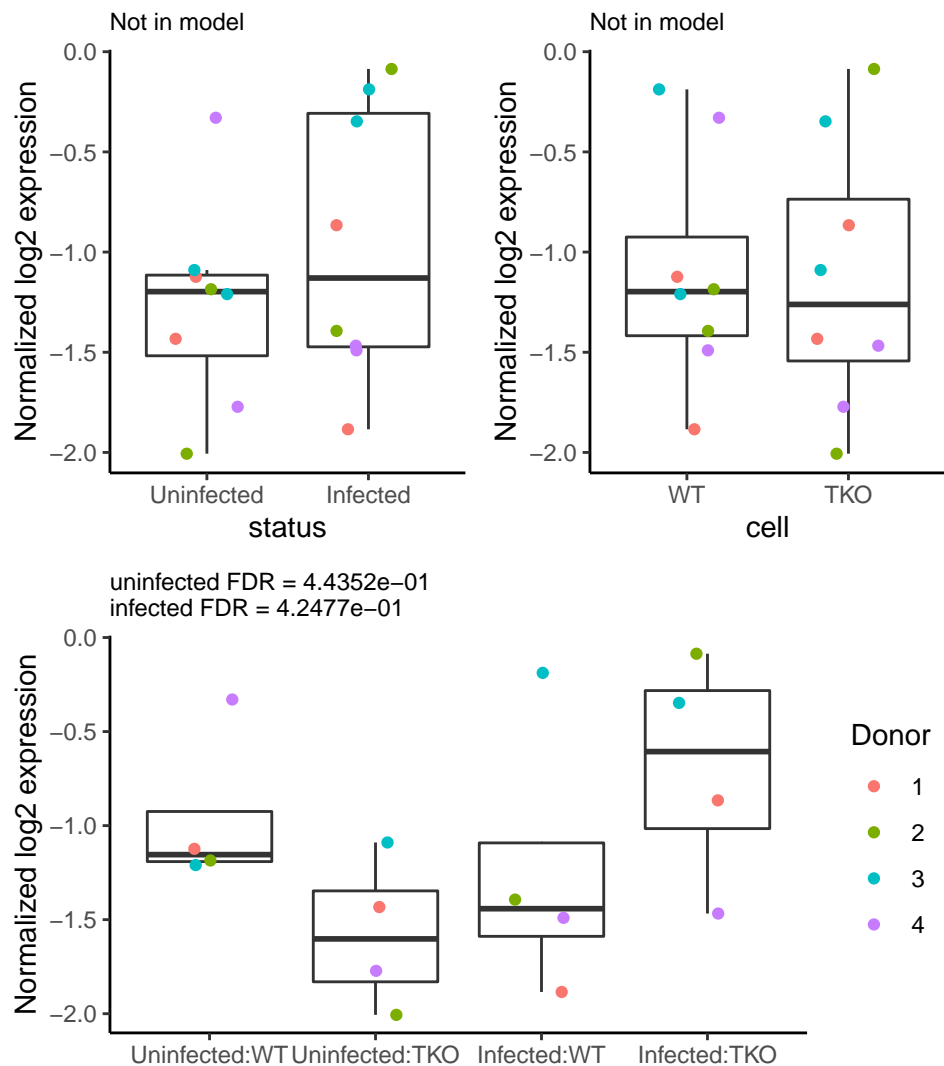 Not in model
Normalized log2 expression
0.0
−0.5
−1.0
−1.5
−2.0
Uninfected Infected
status
Not in model
Normalized log2 expression
0.0
−0.5
−1.0
−1.5
−2.0
WT TKO
cell
uninfected FDR = 4.4352e−01
infected FDR = 4.2477e−01
Normalized log2 expression
0.0
−0.5
−1.0
−1.5
−2.0
Uninfected:WT Uninfected:TKO Infected:WT Infected:TKO
Donor
1
2
3
4